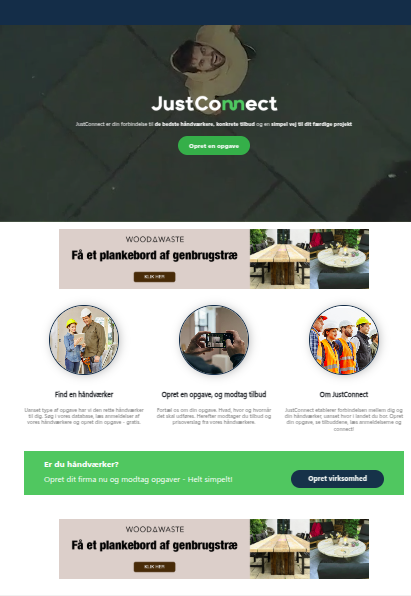 JustConnect
JustConnect er din forbindelse til de bedste håndværkere, konkrete tilbud og en simpel vej til dit færdige projekt
Opret en opgave
WOOD&WASTE
Få et plankebord af genbrugstræ
KLIK HER
Find en håndværker
Uanset type af opgave har vi den rette håndværker
til dig. Søg i vores database, læs anmeldelser af
vores håndværkere og opret din opgave - gratis.
Opret en opgave, og modtag tilbud
Fortæl os om din opgave. Hvad, hvor og hvornår
det skal udføres. Herefter modtager du tilbud og
prisoverslag fra vores håndværkere.
Om JustConnect
JustConnect etablerer forbindelsen mellem dig og
din håndværker, uanset hvor i landet du bor. Opret
din opgave, se tilbuddene, læs anmeldelserne og
connect!
Er du håndværker?
Opret dit firma nu og modtag opgaver - Helt simpelt!
Opret virksomhed
WOOD&WASTE
Få et plankebord af genbrugstræ
KLIK HER